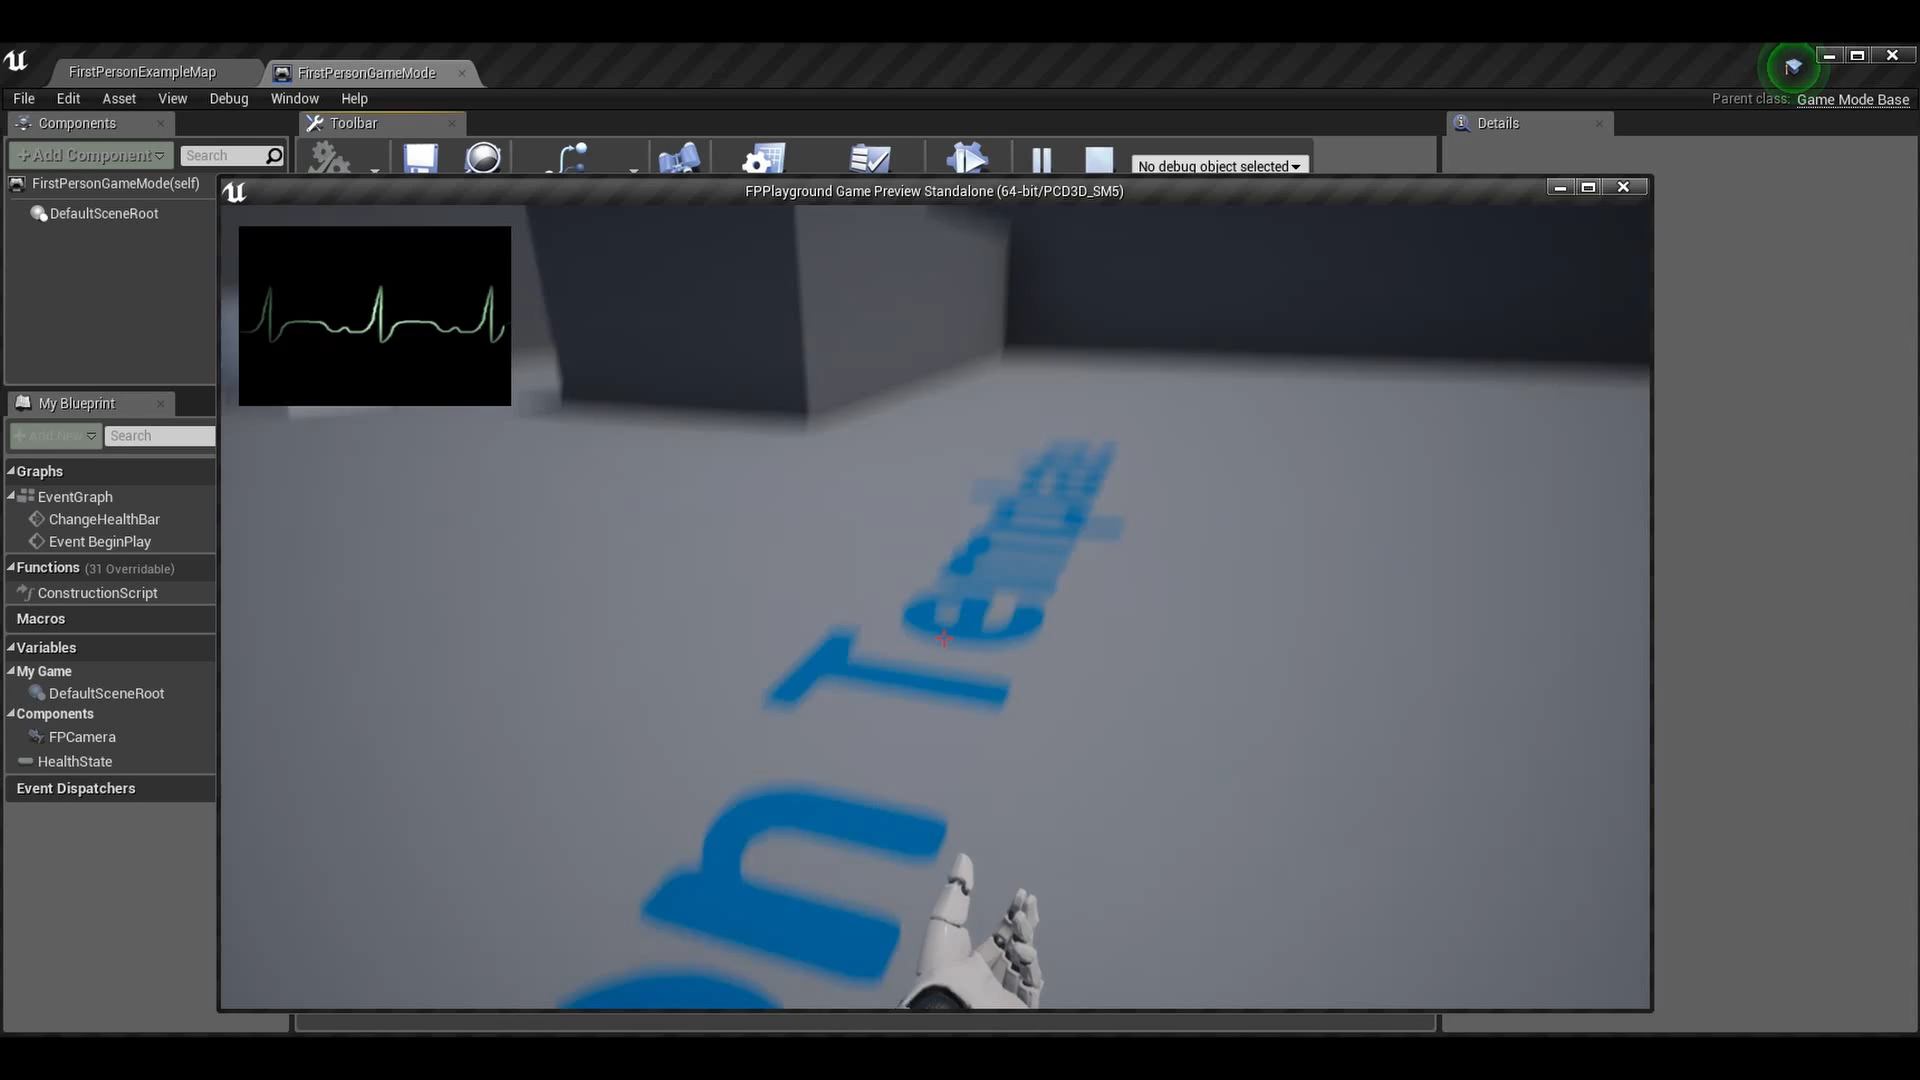 FirstPersonExampleMap
FirstPersonGameMode
File Edit Asset View Debug Window Help
Parent class: Game Mode Base
Components
Toolbar
Details
+Add Component
Search
No debug object selected
FirstPersonGameMode(self)
FPPlayground Game Preview Standalone (64-bit/PCD3D_SM5)
DefaultSceneRoot
My Blueprint
+Add New
Search
Graphs
EventGraph
ChangeHealthBar
Event BeginPlay
Functions (31 Overridable)
ConstructionScript
Macros
Variables
My Game
DefaultSceneRoot
Components
FPCamera
HealthState
Event Dispatchers